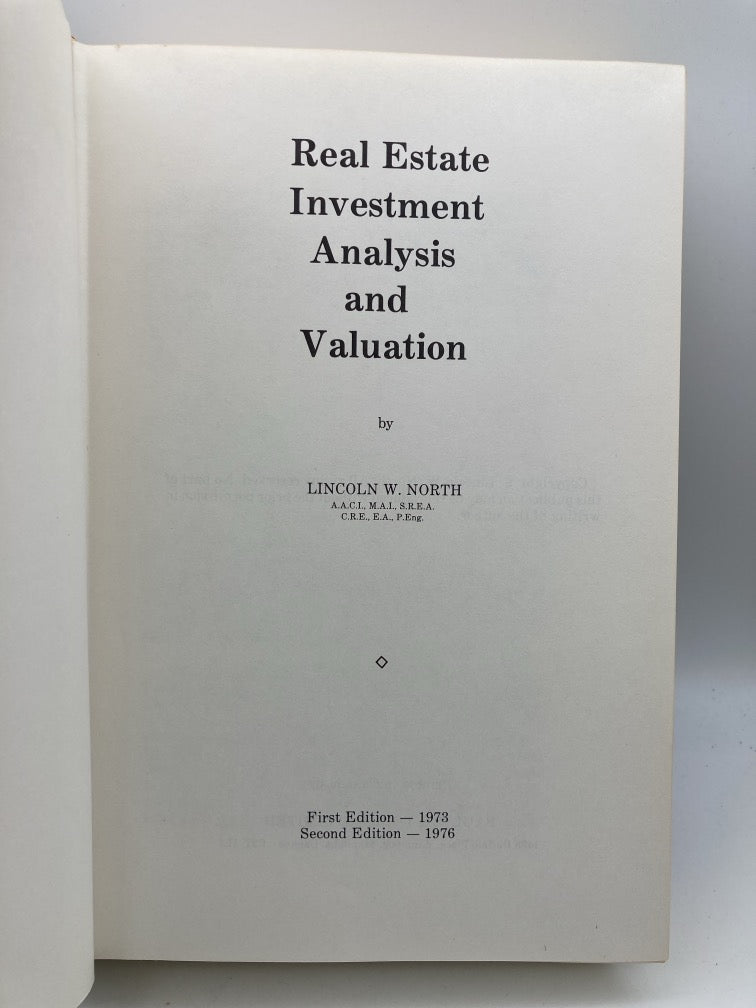 Real Estate
Investment
Analysis
and
Valuation
by
LINCOLN W. NORTH
A.A.C.I., M.A.I., S.R.E.A.
C.R.E., E.A., P.Eng.
First Edition — 1973
Second Edition — 1976